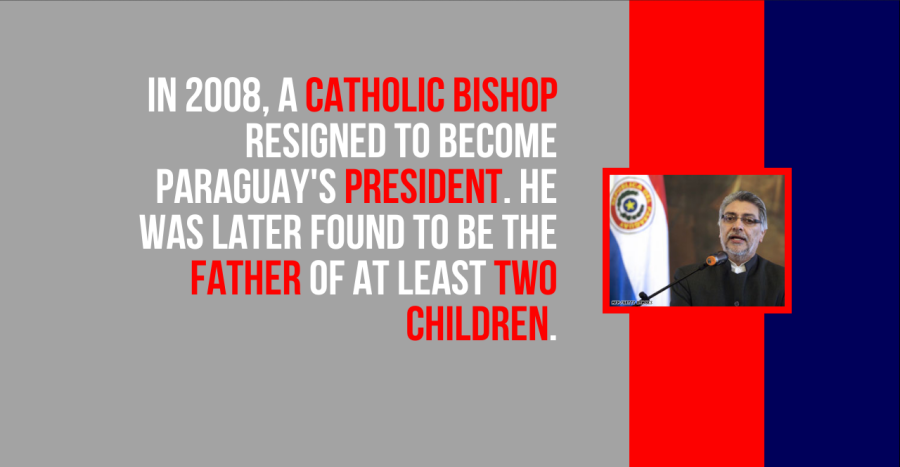 IN 2008, A CATHOLIC BISHOP
RESIGNED TO BECOME
PARAGUAY'S PRESIDENT. HE
WAS LATER FOUND TO BE THE
FATHER OF AT LEAST TWO
CHILDREN.